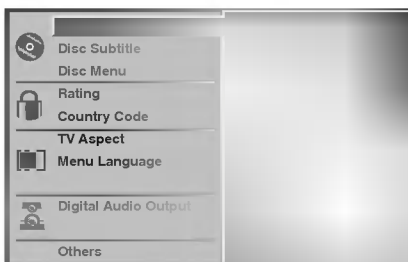 Disc Subtitle
Disc Menu
Rating
Country Code
TV Aspect
Menu Language
Digital Audio Output
Others